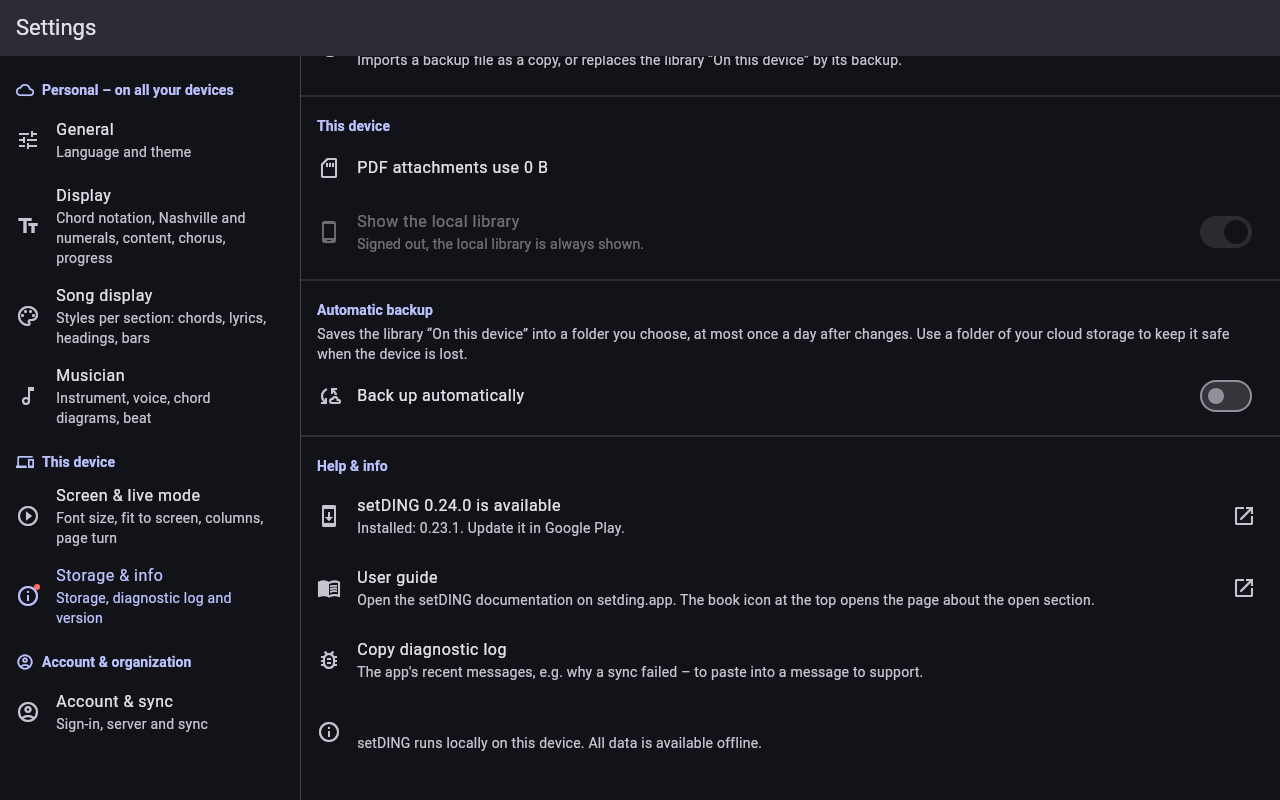 Settings
Personal – on all your devices
General
Language and theme
Display
Chord notation, Nashville and
numerals, content, chorus,
progress
Song display
Styles per section: chords, lyrics,
headings, bars
Musician
Instrument, voice, chord
diagrams, beat
This device
Screen & live mode
Font size, fit to screen, columns,
page turn
Storage & info
Storage, diagnostic log and
version
Account & organization
Account & sync
Sign-in, server and sync
Imports a backup file as a copy, or replaces the library “On this device” by its backup.
This device
PDF attachments use 0 B
Show the local library
Signed out, the local library is always shown.
Automatic backup
Saves the library “On this device” into a folder you choose, at most once a day after changes. Use a folder of your cloud storage to keep it safe
when the device is lost.
Back up automatically
Help & info
setDING 0.24.0 is available
Installed: 0.23.1. Update it in Google Play.
User guide
Open the setDING documentation on setding.app. The book icon at the top opens the page about the open section.
Copy diagnostic log
The app's recent messages, e.g. why a sync failed – to paste into a message to support.
setDING runs locally on this device. All data is available offline.